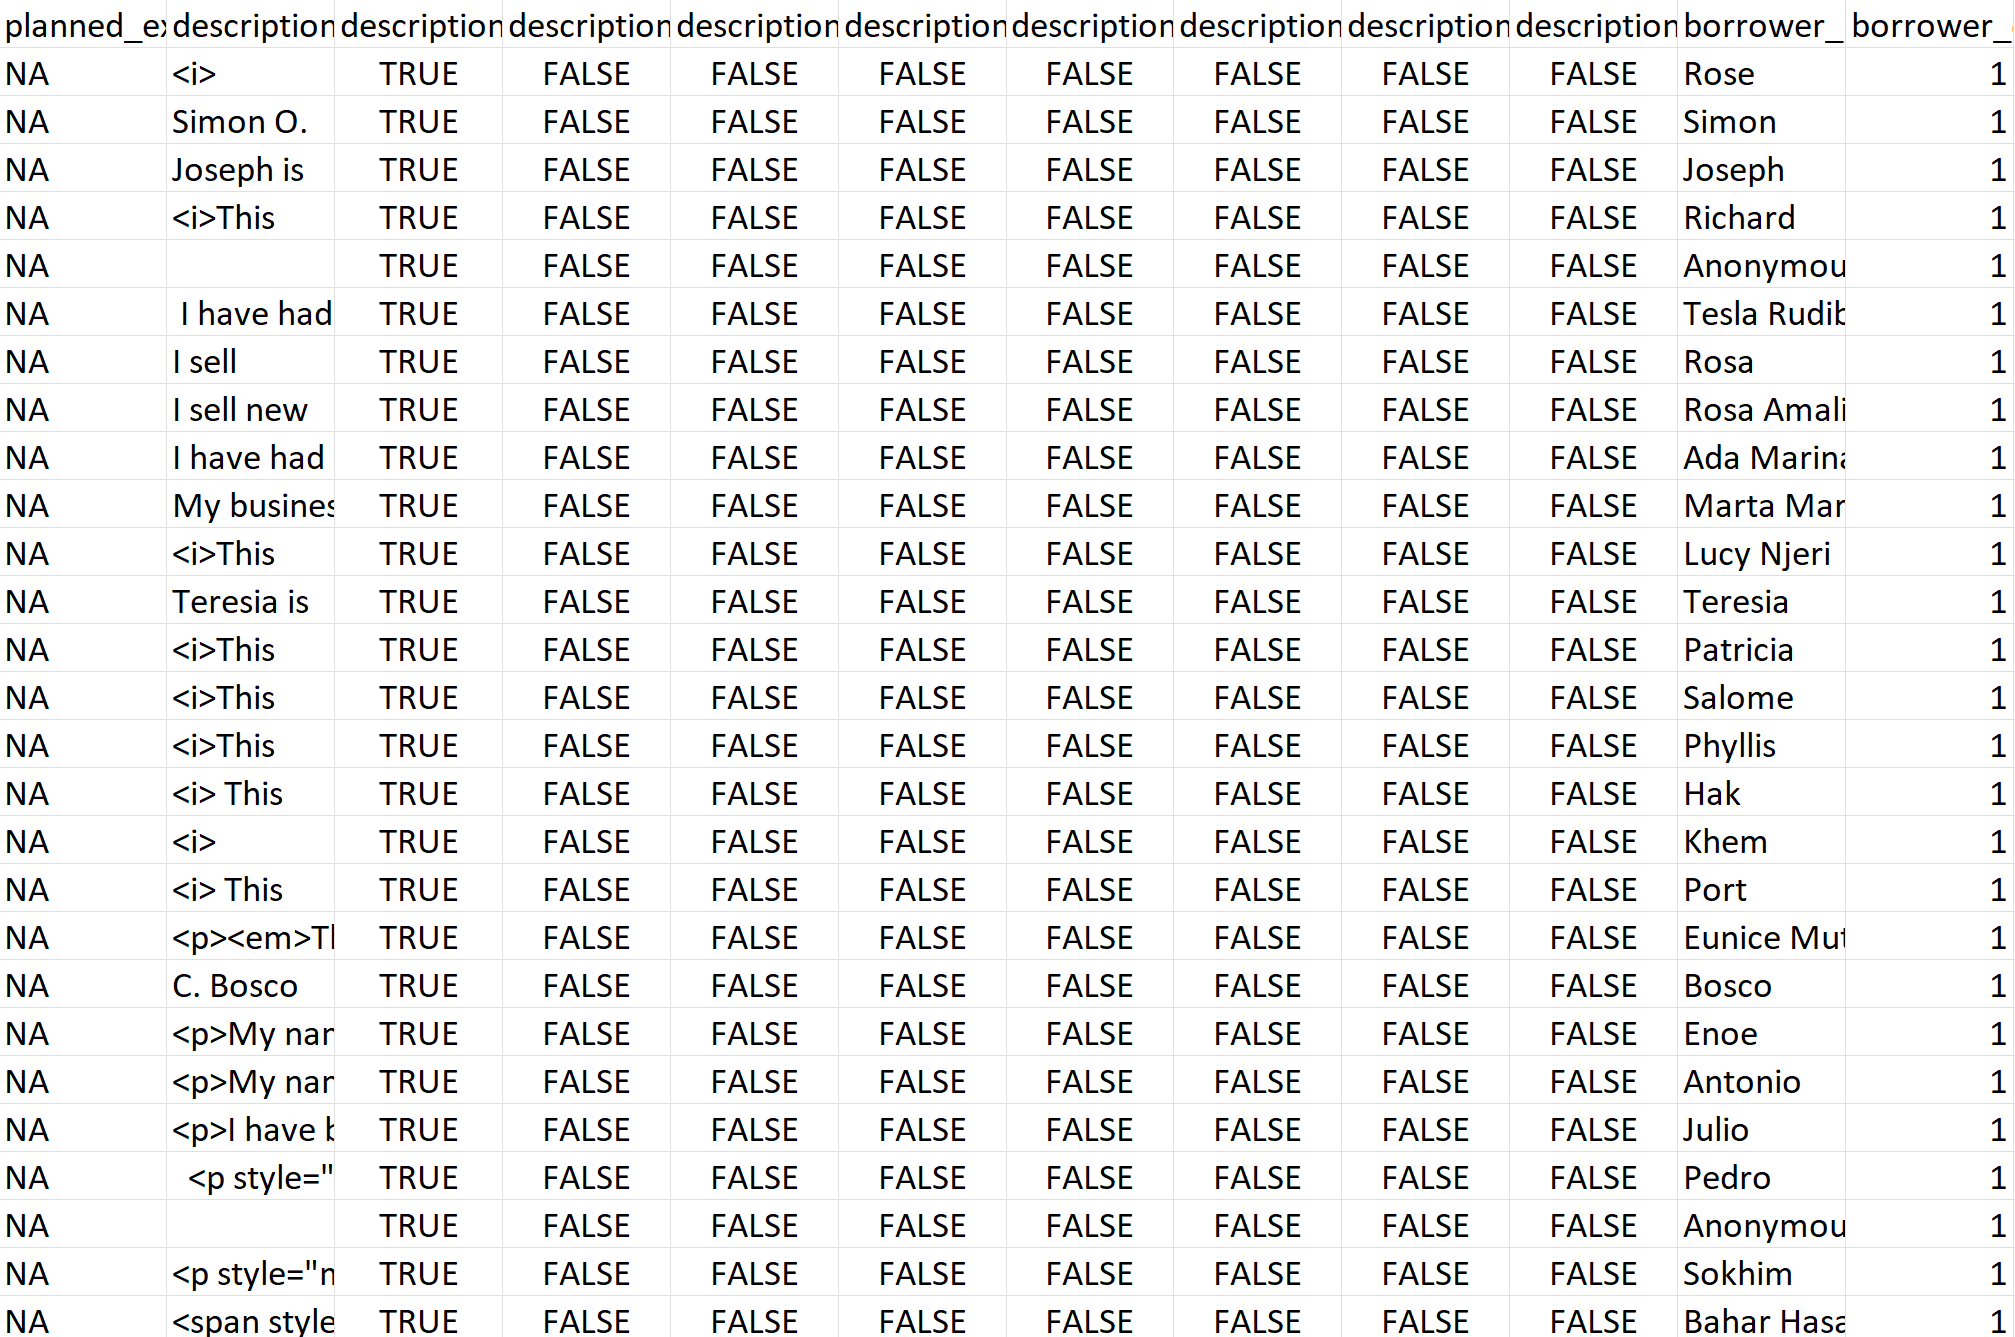 planned_ex description description description description description description description description description borrower_ borrower_
NA <i> TRUE FALSE FALSE FALSE FALSE FALSE FALSE FALSE Rose 1
NA Simon O. TRUE FALSE FALSE FALSE FALSE FALSE FALSE FALSE Simon 1
NA Joseph is TRUE FALSE FALSE FALSE FALSE FALSE FALSE FALSE Joseph 1
NA <i>This TRUE FALSE FALSE FALSE FALSE FALSE FALSE FALSE Richard 1
NA TRUE FALSE FALSE FALSE FALSE FALSE FALSE FALSE Anonymou 1
NA I have had TRUE FALSE FALSE FALSE FALSE FALSE FALSE FALSE Tesla Rudib 1
NA I sell TRUE FALSE FALSE FALSE FALSE FALSE FALSE FALSE Rosa 1
NA I sell new TRUE FALSE FALSE FALSE FALSE FALSE FALSE FALSE Rosa Amali 1
NA I have had TRUE FALSE FALSE FALSE FALSE FALSE FALSE FALSE Ada Marina 1
NA My busines TRUE FALSE FALSE FALSE FALSE FALSE FALSE FALSE Marta Mar 1
NA <i>This TRUE FALSE FALSE FALSE FALSE FALSE FALSE FALSE Lucy Njeri 1
NA Teresia is TRUE FALSE FALSE FALSE FALSE FALSE FALSE FALSE Teresia 1
NA <i>This TRUE FALSE FALSE FALSE FALSE FALSE FALSE FALSE Patricia 1
NA <i>This TRUE FALSE FALSE FALSE FALSE FALSE FALSE FALSE Salome 1
NA <i>This TRUE FALSE FALSE FALSE FALSE FALSE FALSE FALSE Phyllis 1
NA <i> This TRUE FALSE FALSE FALSE FALSE FALSE FALSE FALSE Hak 1
NA <i> TRUE FALSE FALSE FALSE FALSE FALSE FALSE FALSE Khem 1
NA <i> This TRUE FALSE FALSE FALSE FALSE FALSE FALSE FALSE Port 1
NA <p><em>Th TRUE FALSE FALSE FALSE FALSE FALSE FALSE FALSE Eunice Mut 1
NA C. Bosco TRUE FALSE FALSE FALSE FALSE FALSE FALSE FALSE Bosco 1
NA <p>My nam TRUE FALSE FALSE FALSE FALSE FALSE FALSE FALSE Enoe 1
NA <p>My nam TRUE FALSE FALSE FALSE FALSE FALSE FALSE FALSE Antonio 1
NA <p>I have b TRUE FALSE FALSE FALSE FALSE FALSE FALSE FALSE Julio 1
NA <p style=" TRUE FALSE FALSE FALSE FALSE FALSE FALSE FALSE Pedro 1
NA TRUE FALSE FALSE FALSE FALSE FALSE FALSE FALSE Anonymou 1
NA <p style="m TRUE FALSE FALSE FALSE FALSE FALSE FALSE FALSE Sokhim 1
NA <span style TRUE FALSE FALSE FALSE FALSE FALSE FALSE FALSE Bahar Hasa 1